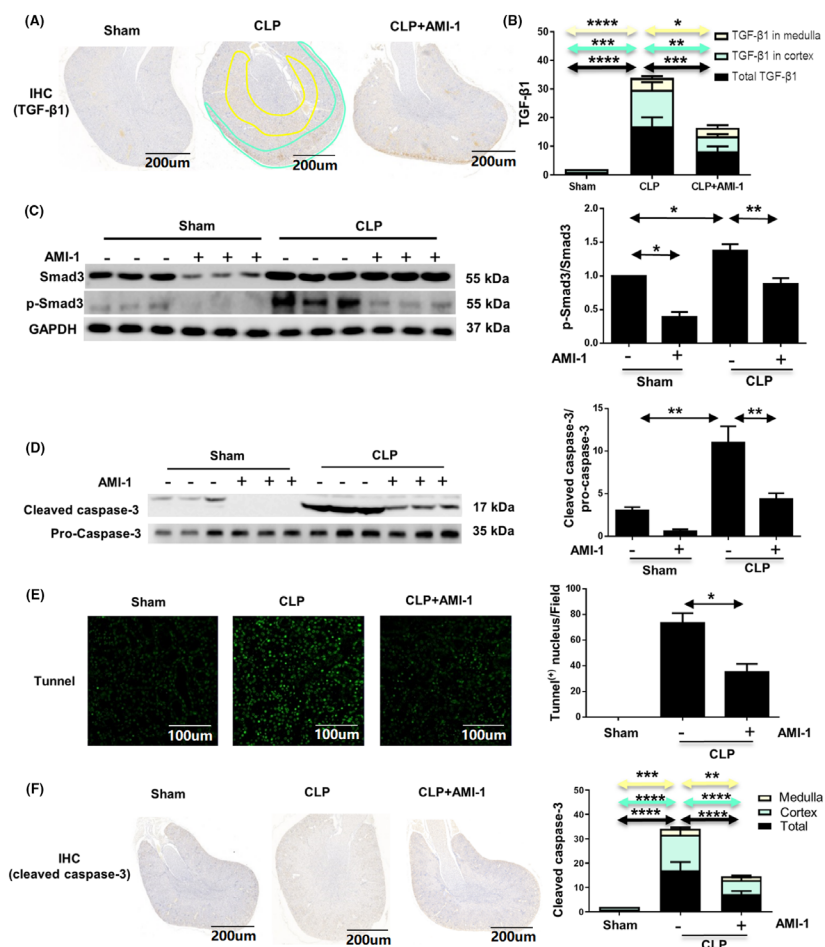 (A)
Sham
CLP
CLP+AMI-1
IHC
(TGF-β1)
200um
200um
200um
(B)
**** *
*** **
**** ***
TGF-β1 in medulla
TGF-β1 in cortex
Total TGF-β1
TGF-β1
50
40
30
20
10
0
Sham
CLP
CLP+AMI-1
(C)
Sham
CLP
AMI-1
- - - + + + - - - + + +
Smad3
55 kDa
p-Smad3
55 kDa
GAPDH
37 kDa
p-Smad3/Smad3
2.0
1.5
1.0
0.5
0.0
*
*
**
AMI-1
- + - +
Sham
CLP
(D)
Sham
CLP
AMI-1
- - - + + + - - - + + +
Cleaved caspase-3
17 kDa
Pro-Caspase-3
35 kDa
Cleaved caspase-3/
pro-caspase-3
15
10
5
0
**
**
AMI-1
- + - +
Sham
CLP
(E)
Sham
CLP
CLP+AMI-1
Tunnel
100um
100um
100um
Tunnel(+) nucleus/Field
100
80
60
40
20
0
*
Sham
- +
AMI-1
CLP
(F)
Sham
CLP
CLP+AMI-1
IHC
(cleaved caspase-3)
200um
200um
200um
*** **
**** ****
**** ****
Medulla
Cortex
Total
Cleaved caspase-3
50
40
30
20
10
0
Sham
- +
AMI-1
CLP